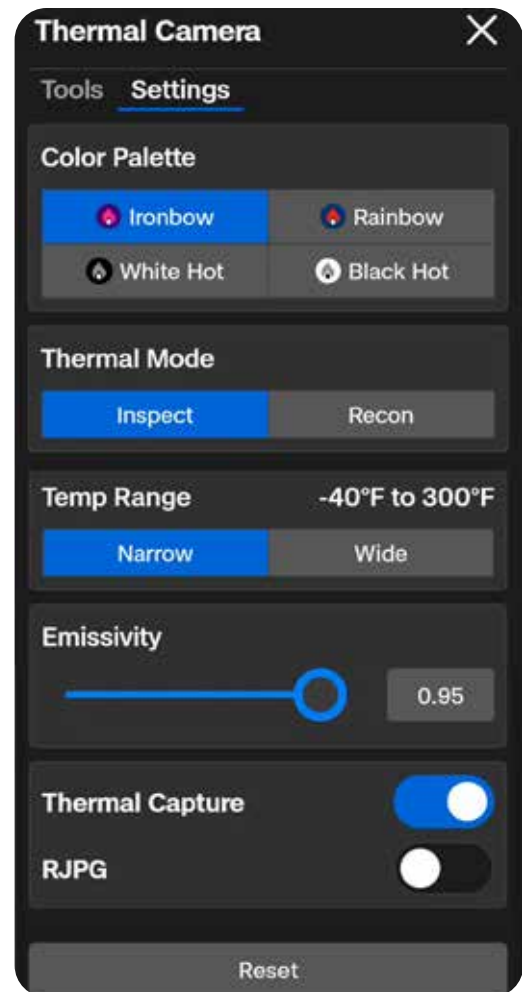 Thermal Camera
Tools Settings
Color Palette
Ironbow Rainbow
White Hot Black Hot
Thermal Mode
Inspect Recon
Temp Range -40°F to 300°F
Narrow Wide
Emissivity
0.95
Thermal Capture
RJPG
Reset